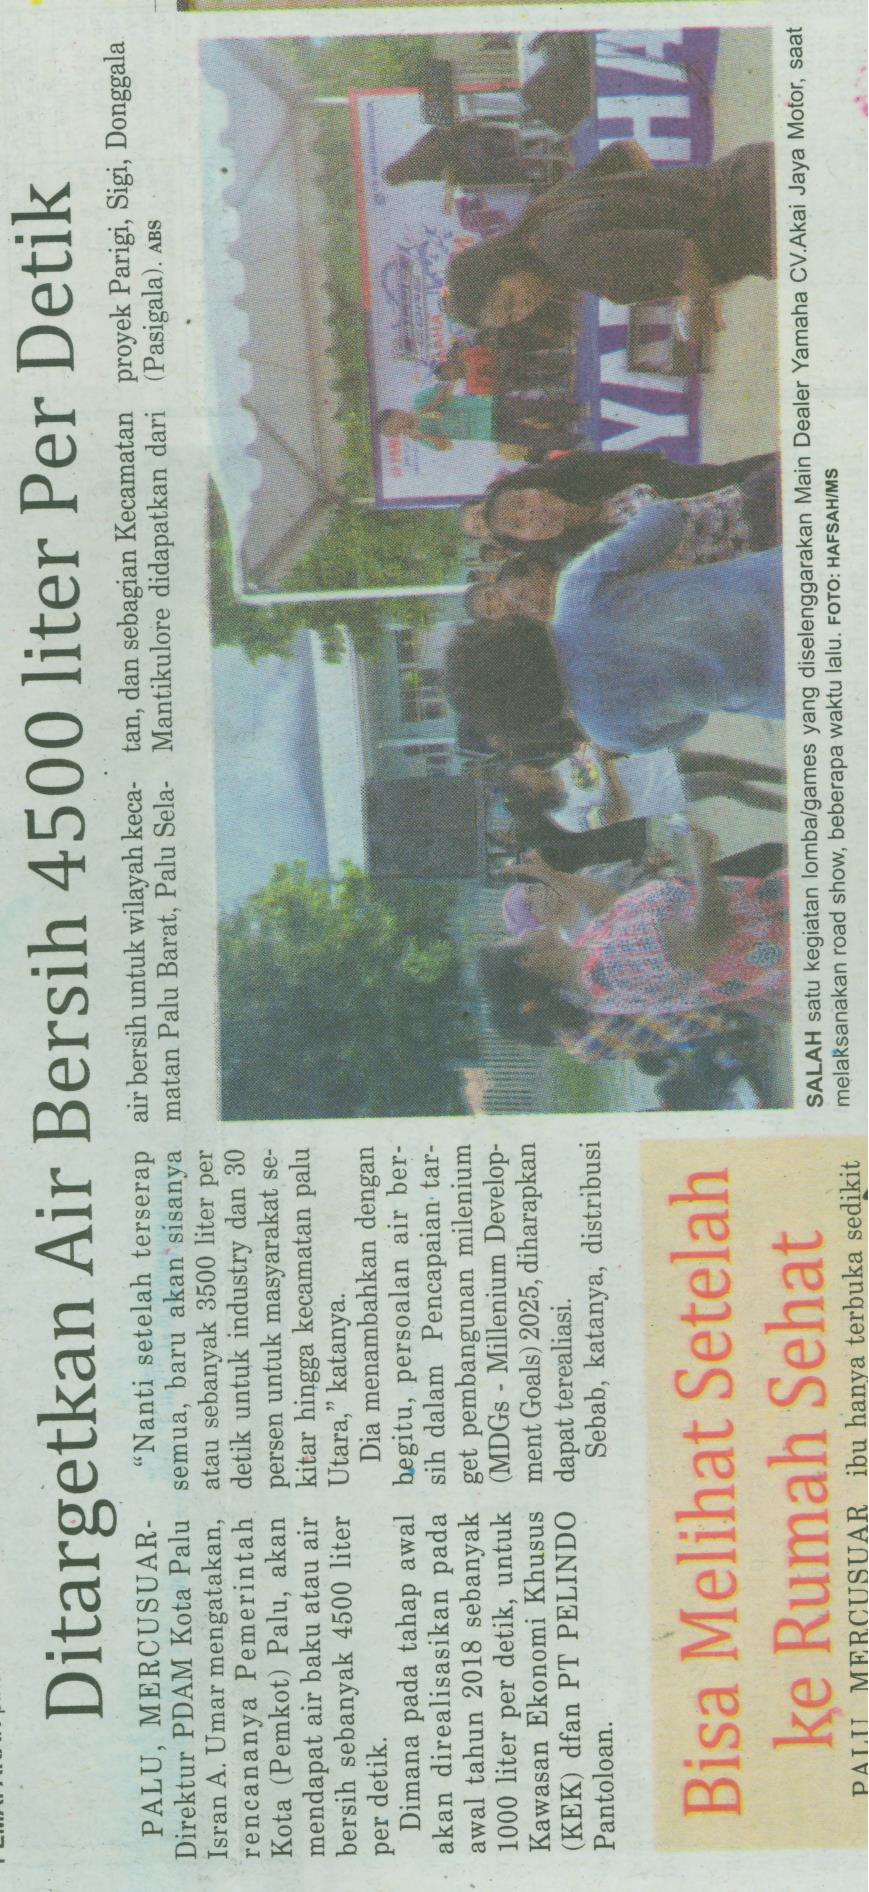 Ditargetkan Air Bersih 4500 liter Per Detik
PALU, MERCUSUAR-
Direktur PDAM Kota Palu
Isran A. Umar mengatakan,
rencananya Pemerintah
Kota (Pemkot) Palu, akan
mendapat air baku atau air
bersih sebanyak 4500 liter
per detik.
Dimana pada tahap awal
akan direalisasikan pada
awal tahun 2018 sebanyak
1000 liter per detik, untuk
Kawasan Ekonomi Khusus
(KEK) dfan PT PELINDO
Pantoloan.
“Nanti setelah terserap
semua, baru akan sisanya
atau sebanyak 3500 liter per
detik untuk industry dan 30
persen untuk masyarakat se-
kitar hingga kecamatan palu
Utara,” katanya.
Dia menambahkan dengan
begitu, persoalan air ber-
sih dalam Pencapaian tar-
get pembangunan milenium
(MDGs - Millenium Develop-
ment Goals) 2025, diharapkan
dapat terealiasi.
Sebab, katanya, distribusi
air bersih untuk wilayah keca-
matan Palu Barat, Palu Sela-
tan, dan sebagian Kecamatan
Mantikulore didapatkan dari
proyek Parigi, Sigi, Donggala
(Pasigala). ABS
YAMAHA
SALAH satu kegiatan lomba/games yang diselenggarakan Main Dealer Yamaha CV.Akai Jaya Motor, saat
melaksanakan road show, beberapa waktu lalu. FOTO: HAFSAH/MS
Bisa Melihat Setelah
ke Rumah Sehat
PALU, MERCUSUAR
ibu hanya terbuka sedikit